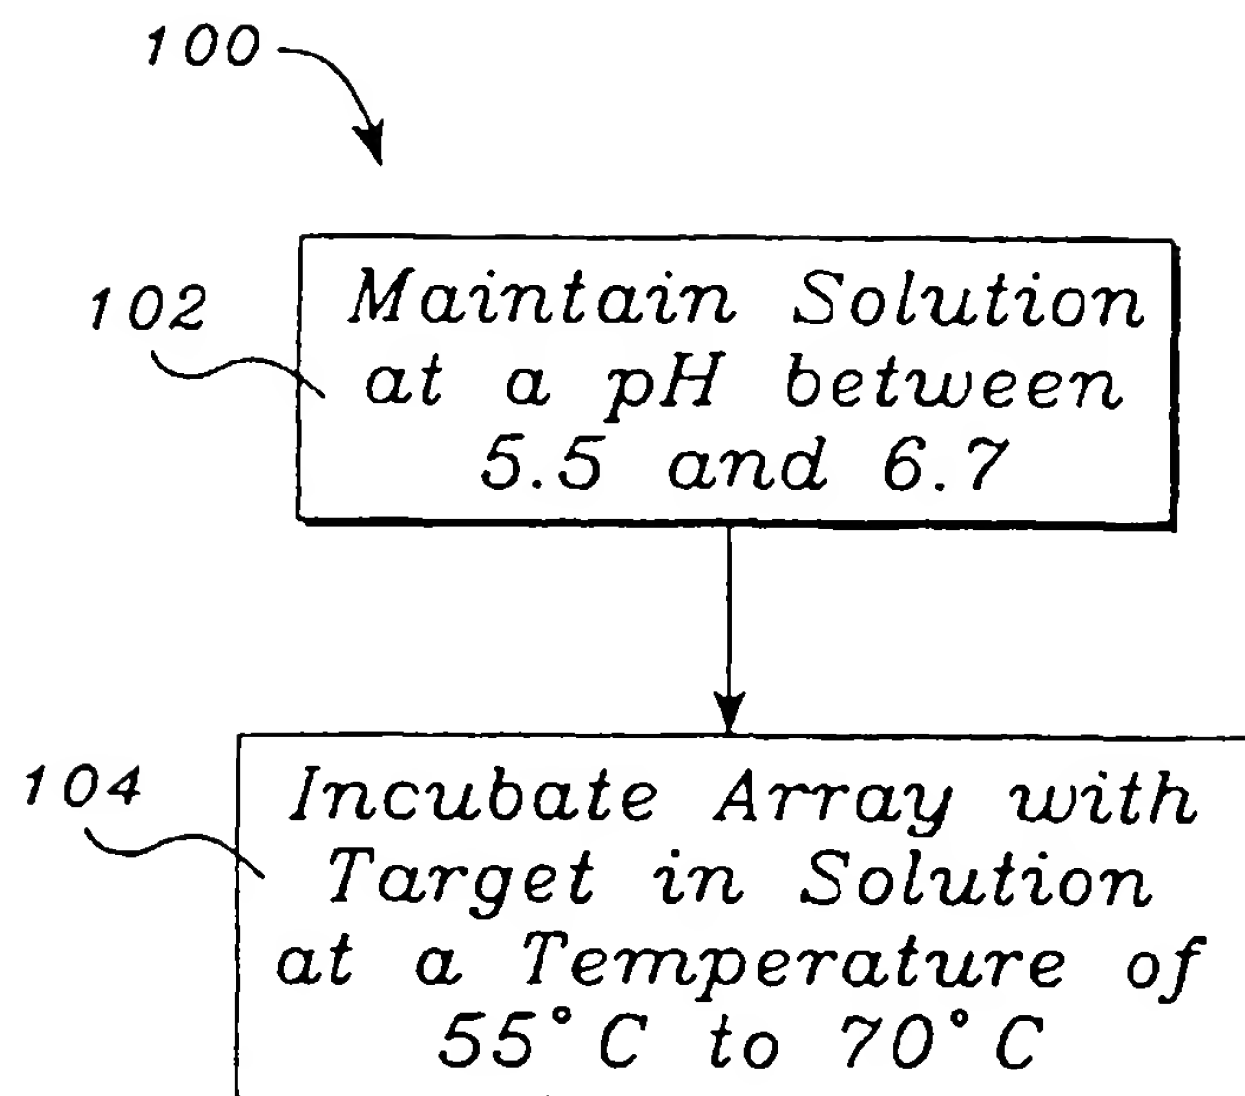 100
102
Maintain Solution
at a pH between
5.5 and 6.7
104
Incubate Array with
Target in Solution
at a Temperature of
55°C to 70°C